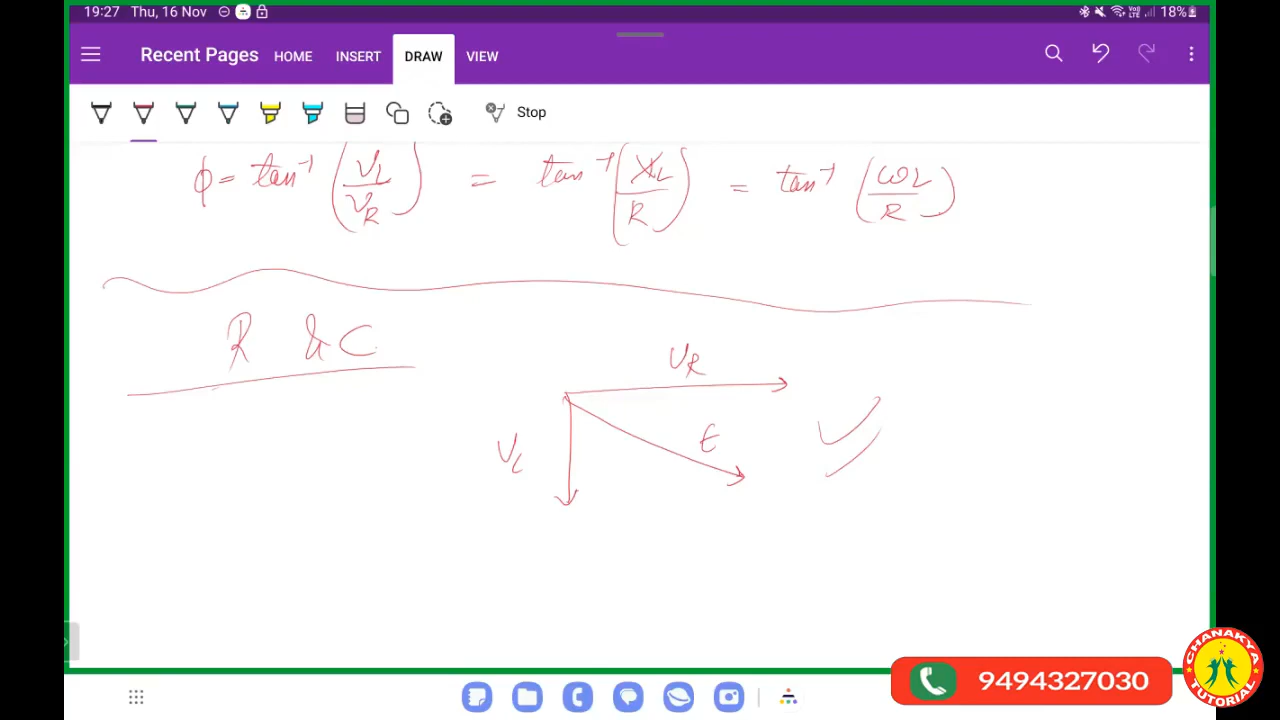 19:27 Thu, 16 Nov 18%
Recent Pages HOME INSERT DRAW VIEW
Stop
φ = tan⁻¹ (V_L / V_R) = tan⁻¹ (X_L / R) = tan⁻¹ (ωL / R)
R & C
V_R
V_C
E
9494327030
CHANAKYA
TUTORIAL